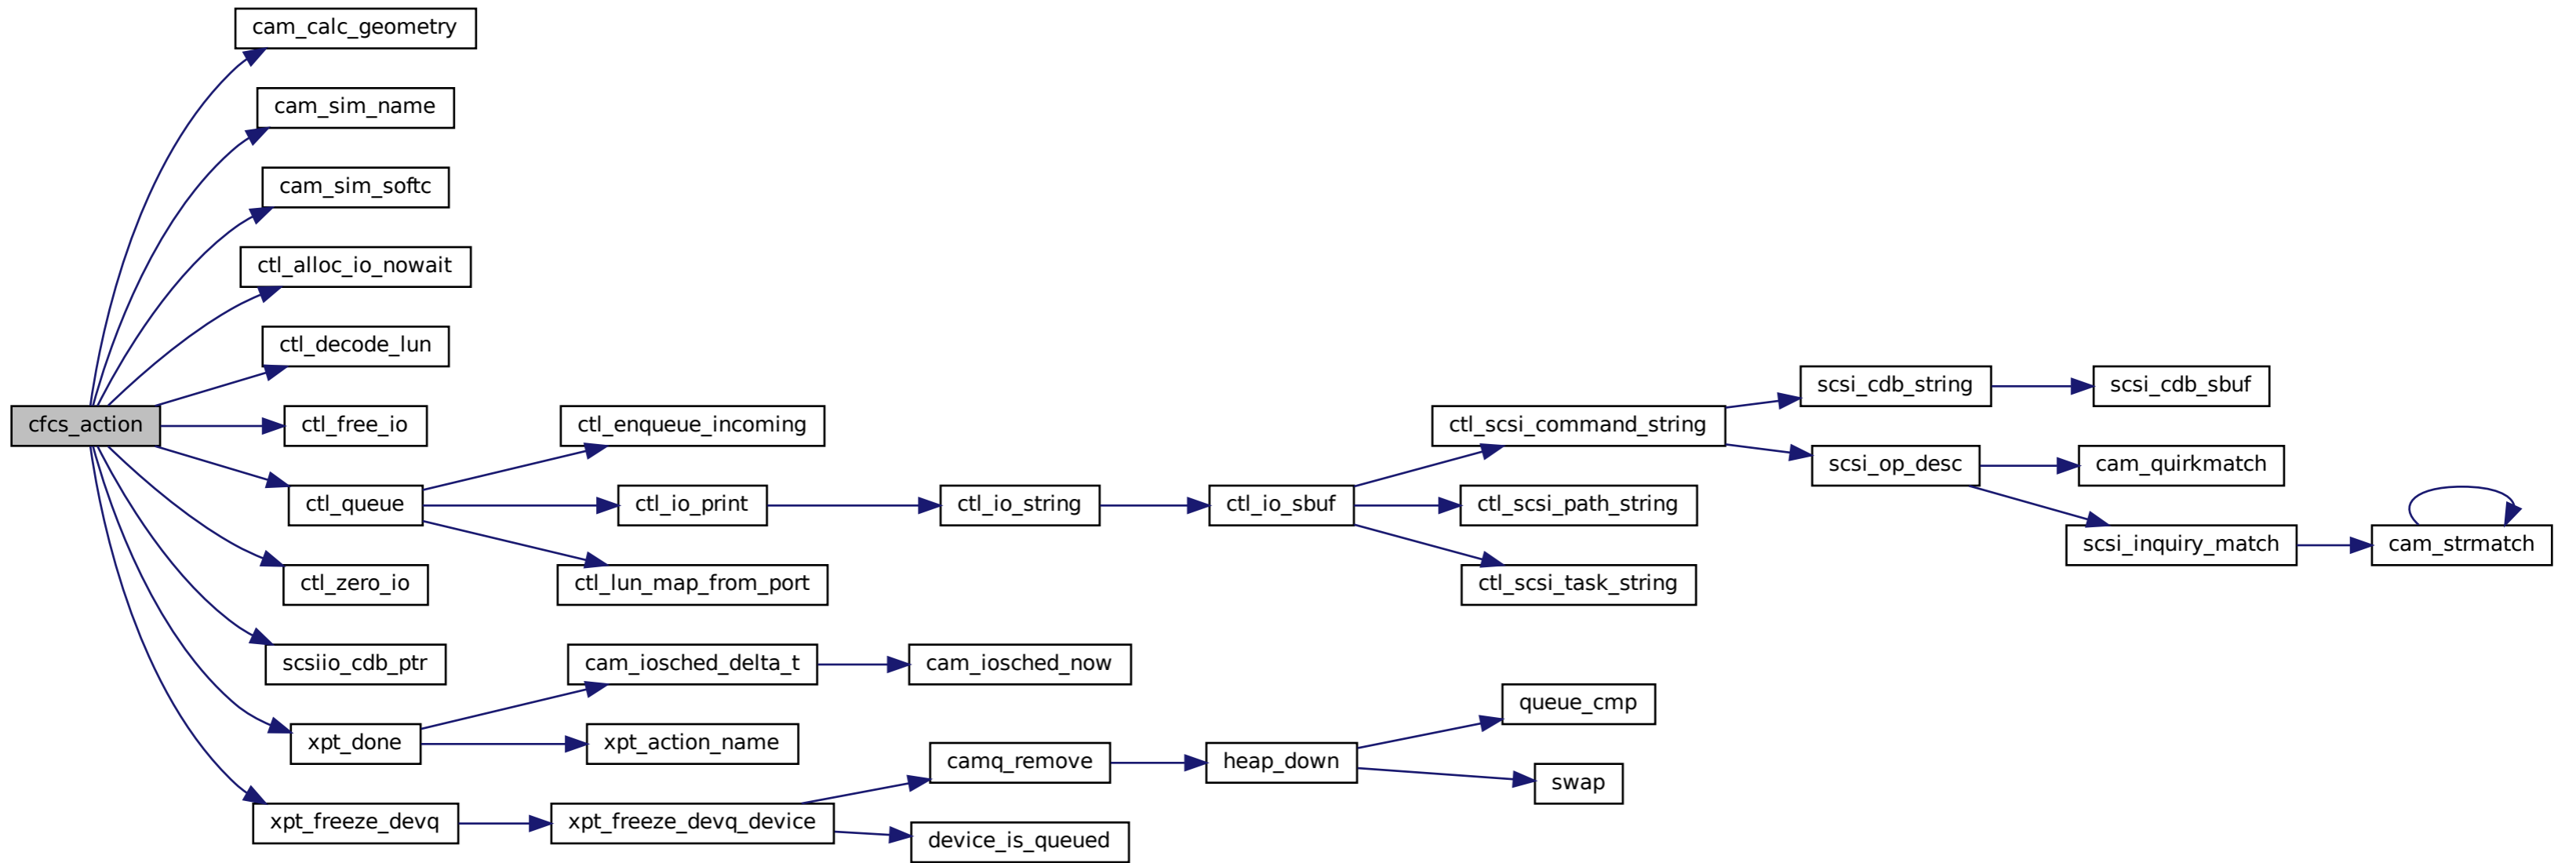 cfcs_action
cam_calc_geometry
cam_sim_name
cam_sim_softc
ctl_alloc_io_nowait
ctl_decode_lun
ctl_free_io
ctl_queue
ctl_zero_io
scsiio_cdb_ptr
xpt_done
xpt_freeze_devq
ctl_enqueue_incoming
ctl_io_print
ctl_lun_map_from_port
cam_iosched_delta_t
xpt_action_name
xpt_freeze_devq_device
ctl_io_string
cam_iosched_now
camq_remove
device_is_queued
ctl_io_sbuf
heap_down
ctl_scsi_command_string
ctl_scsi_path_string
ctl_scsi_task_string
queue_cmp
swap
scsi_cdb_string
scsi_op_desc
scsi_cdb_sbuf
cam_quirkmatch
scsi_inquiry_match
cam_strmatch